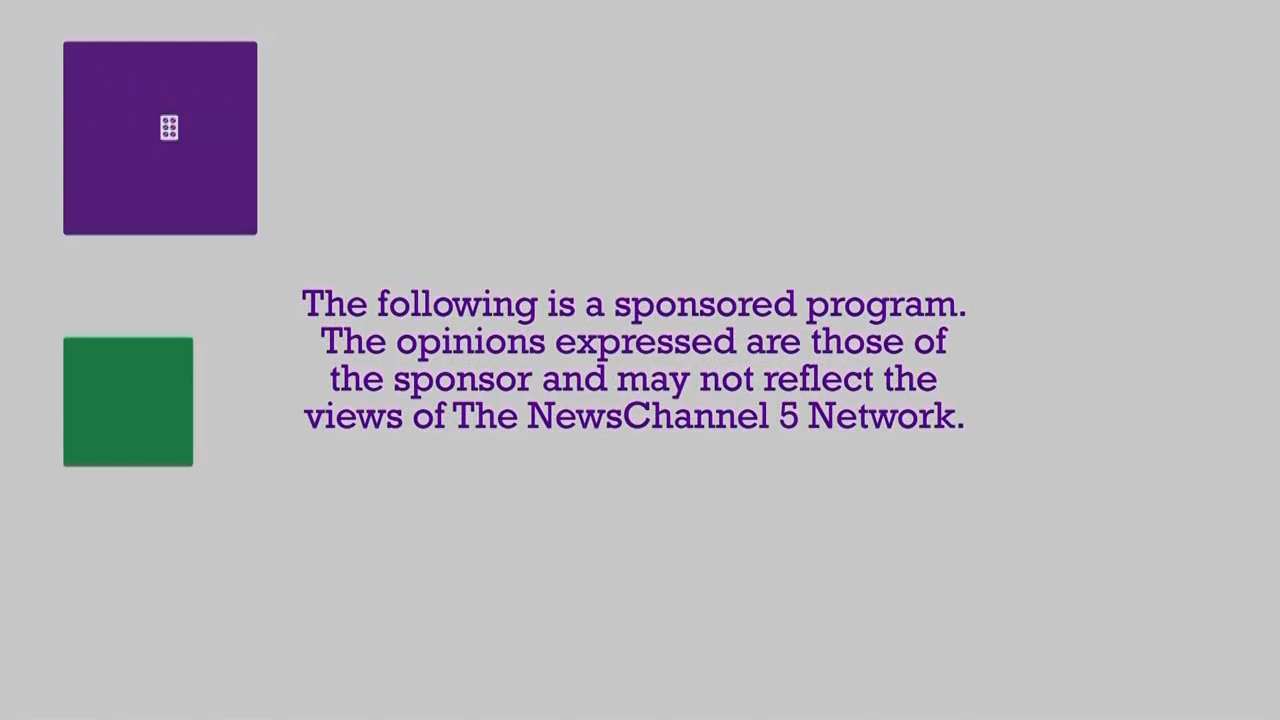 The following is a sponsored program.
The opinions expressed are those of
the sponsor and may not reflect the
views of The NewsChannel 5 Network.